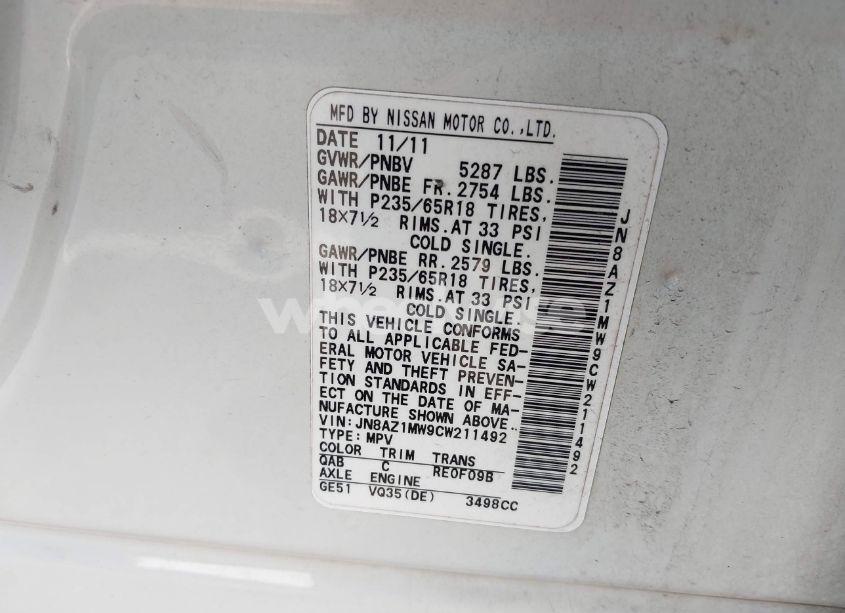 MFD BY NISSAN MOTOR CO.,LTD.
DATE 11/11
GVWR/PNBV 5287 LBS.
GAWR/PNBE FR. 2754 LBS.
WITH P235/65R18 TIRES,
18X7½ RIMS. AT 33 PSI
COLD SINGLE.
GAWR/PNBE RR. 2579 LBS.
WITH P235/65R18 TIRES,
18X7½ RIMS. AT 33 PSI
COLD SINGLE.
THIS VEHICLE CONFORMS
TO ALL APPLICABLE FED-
ERAL MOTOR VEHICLE SA-
FETY AND THEFT PREVEN-
TION STANDARDS IN EFF-
ECT ON THE DATE OF MA-
NUFACTURE SHOWN ABOVE.
VIN: JN8AZ1MW9CW211492
TYPE: MPV
COLOR TRIM TRANS
QAB C RE0F09B
AXLE ENGINE
GE51 VQ35(DE) 3498CC
JN8AZ1MW9CW211492